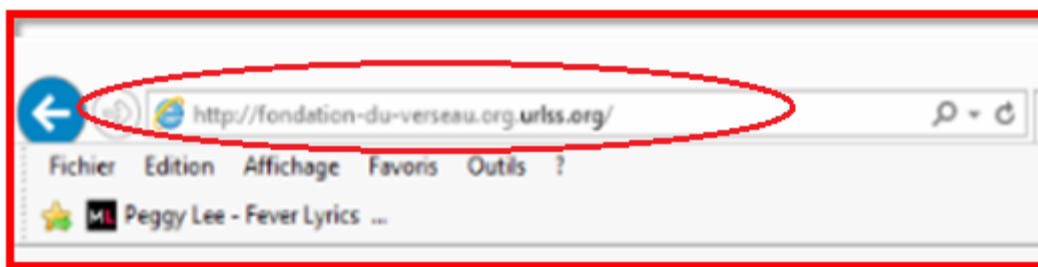 http://fondation-du-verseau.org.urlss.org/
Fichier Edition Affichage Favoris Outils ?
ML Peggy Lee - Fever Lyrics ...